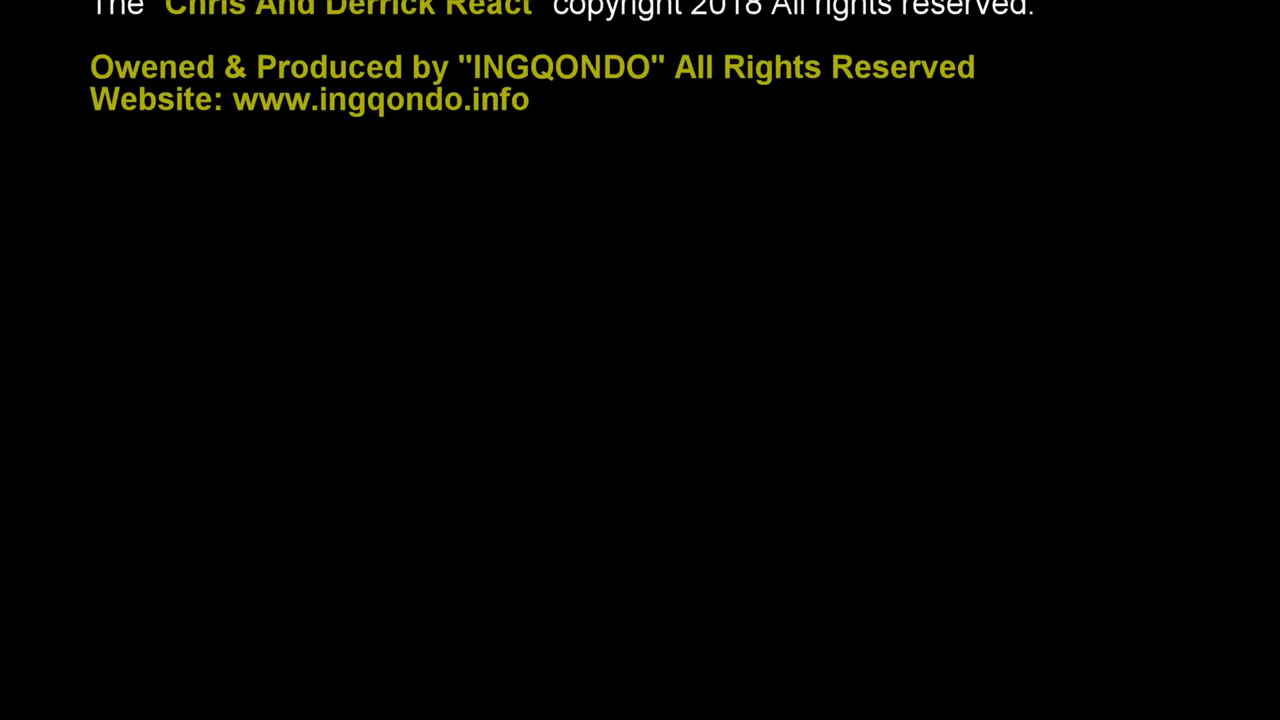 The "Chris And Derrick React" copyright 2018 All rights reserved.
Owened & Produced by "INGQONDO" All Rights Reserved
Website: www.ingqondo.info